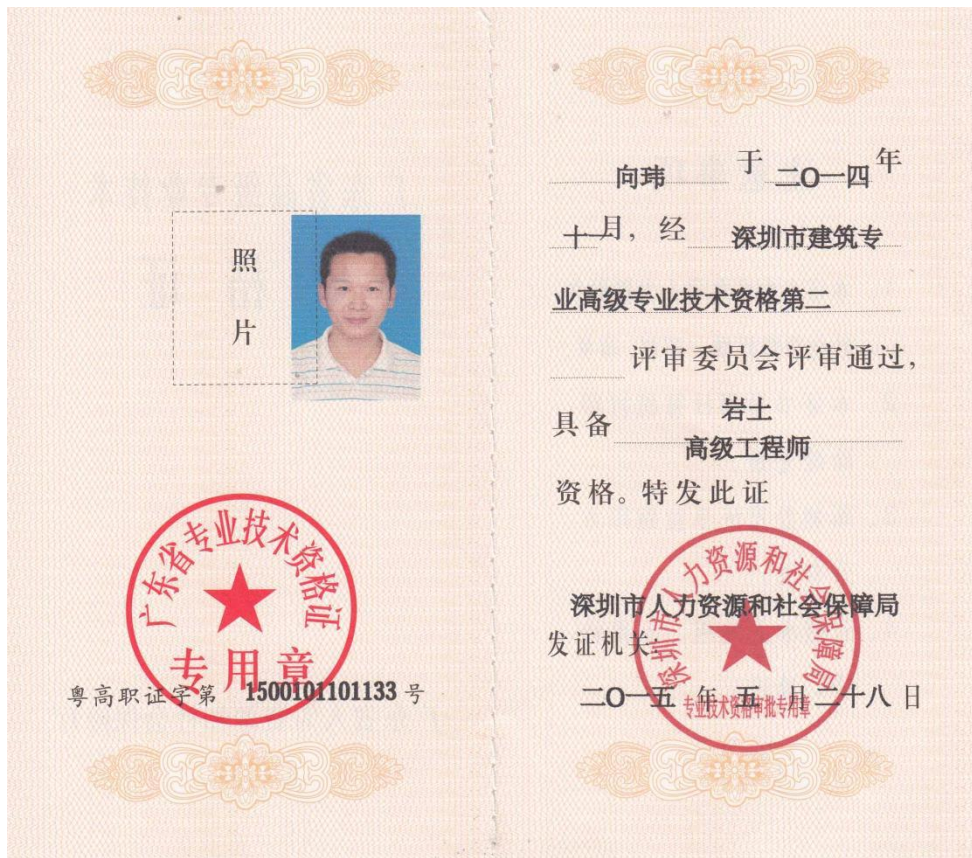 照
片
广东省专业技术资格证
专用章
粤高职证字第 1500101101133 号
向玮 于 二O一四 年
十一月，经 深圳市建筑专
业高级专业技术资格第二
评审委员会评审通过，
具备 岩土
高级工程师
资格。特发此证
深圳市人力资源和社会保障局
深圳市人力资源和社会保障局
发证机关：
二O一五 年 五 月 二十八 日
专业技术资格审批专用章